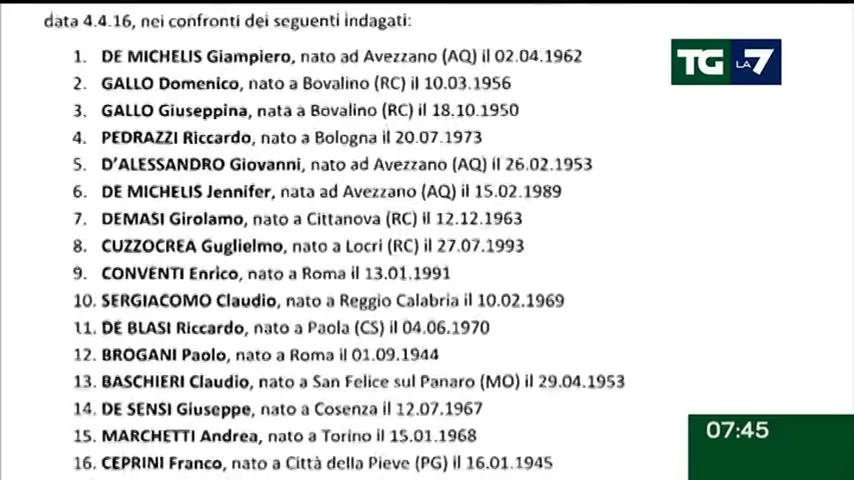 data 4.4.16, nei confronti dei seguenti indagati:
1. DE MICHELIS Giampiero, nato ad Avezzano (AQ) il 02.04.1962
2. GALLO Domenico, nato a Bovalino (RC) il 10.03.1956
3. GALLO Giuseppina, nata a Bovalino (RC) il 18.10.1950
4. PEDRAZZI Riccardo, nato a Bologna il 20.07.1973
5. D'ALESSANDRO Giovanni, nato ad Avezzano (AQ) il 26.02.1953
6. DE MICHELIS Jennifer, nata ad Avezzano (AQ) il 15.02.1989
7. DEMASI Girolamo, nato a Cittanova (RC) il 12.12.1963
8. CUZZOCREA Guglielmo, nato a Locri (RC) il 27.07.1993
9. CONVENTI Enrico, nato a Roma il 13.01.1991
10. SERGIACOMO Claudio, nato a Reggio Calabria il 10.02.1969
11. DE BLASI Riccardo, nato a Paola (CS) il 04.06.1970
12. BROGANI Paolo, nato a Roma il 01.09.1944
13. BASCHIERI Claudio, nato a San Felice sul Panaro (MO) il 29.04.1953
14. DE SENSI Giuseppe, nato a Cosenza il 12.07.1967
15. MARCHETTI Andrea, nato a Torino il 15.01.1968
16. CEPRINI Franco, nato a Città della Pieve (PG) il 16.01.1945
TG LA7
07:45